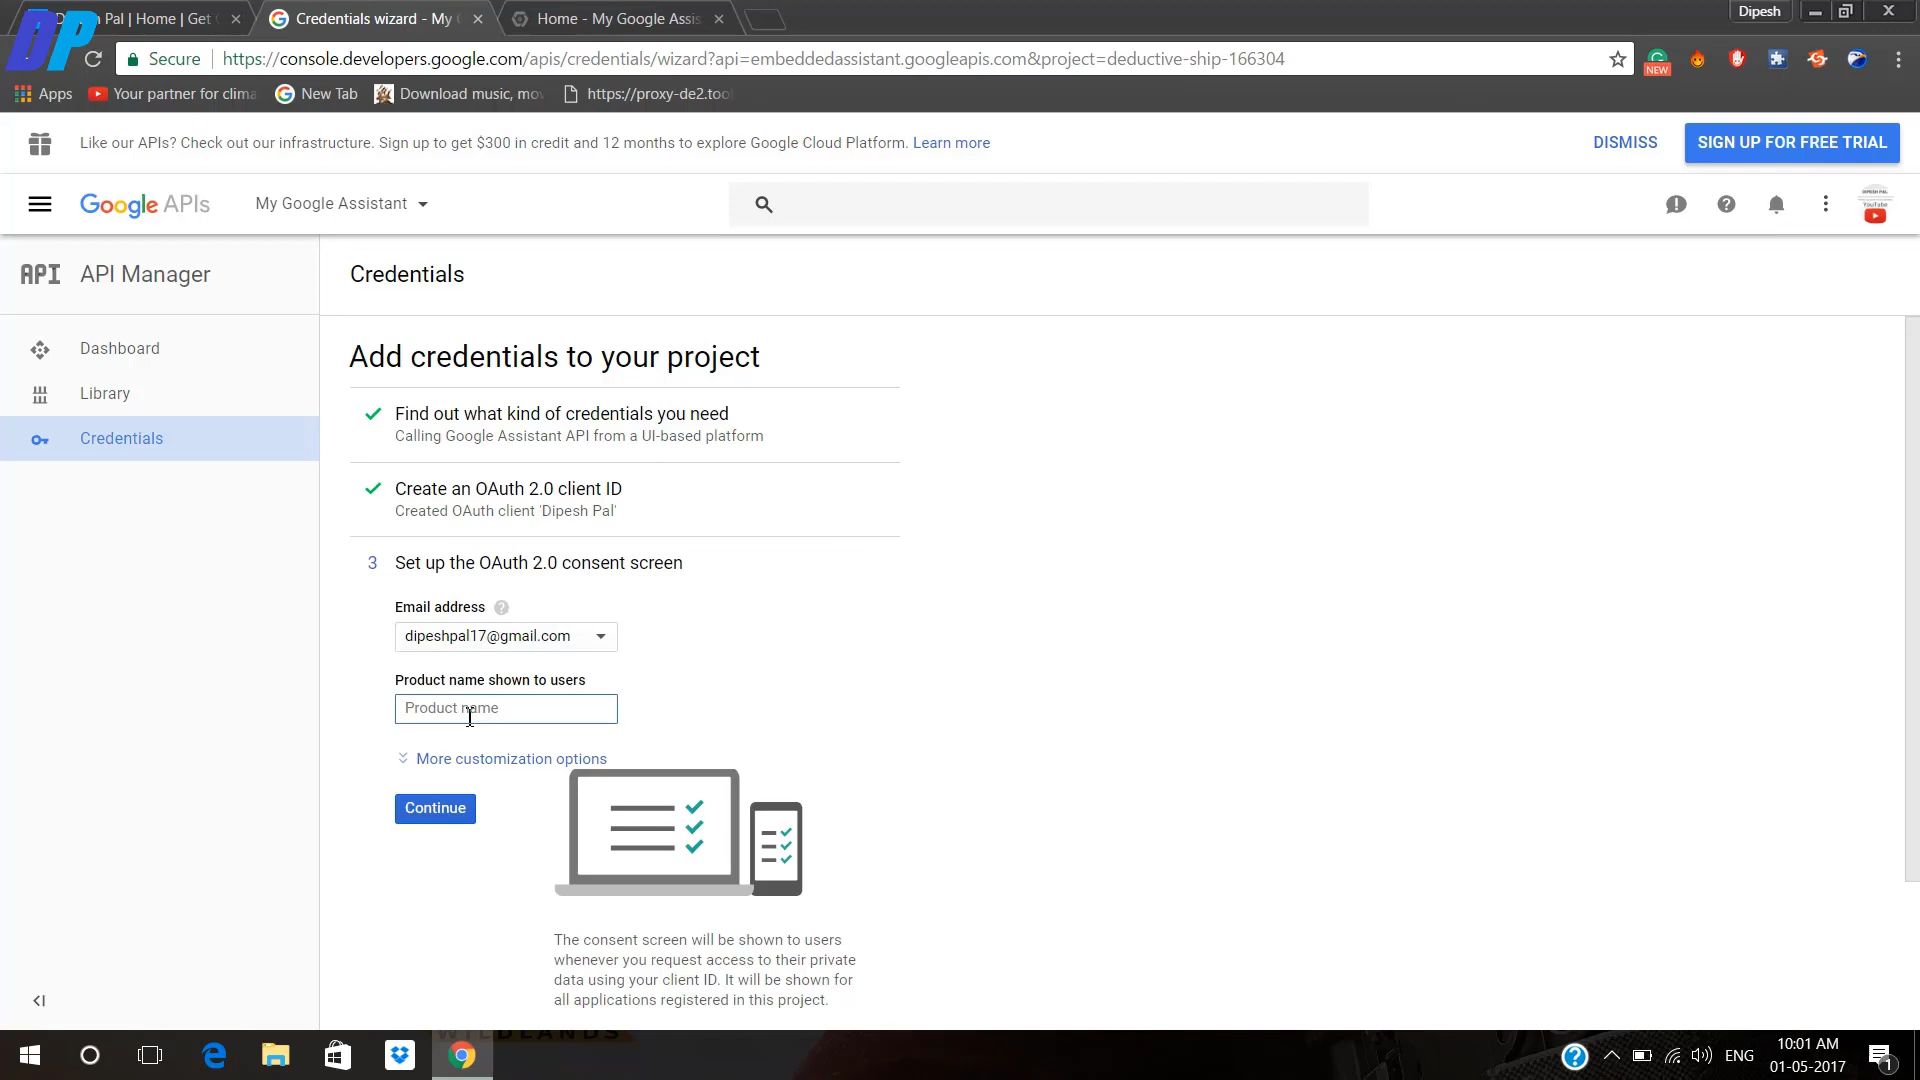 DP
Pal | Home | Get
Credentials wizard - My
Home - My Google Assis
Dipesh
Secure
https://console.developers.google.com/apis/credentials/wizard?api=embeddedassistant.googleapis.com&project=deductive-ship-166304
NEW
Apps
Your partner for clima
New Tab
Download music, mo
https://proxy-de2.too
Like our APIs? Check out our infrastructure. Sign up to get $300 in credit and 12 months to explore Google Cloud Platform. Learn more
DISMISS
SIGN UP FOR FREE TRIAL
Google APIs
My Google Assistant
DIPESH PAL
YouTube
API API Manager
Credentials
Dashboard
Library
Credentials
Add credentials to your project
Find out what kind of credentials you need
Calling Google Assistant API from a UI-based platform
Create an OAuth 2.0 client ID
Created OAuth client 'Dipesh Pal'
3 Set up the OAuth 2.0 consent screen
Email address ?
dipeshpal17@gmail.com
Product name shown to users
Product name
More customization options
Continue
The consent screen will be shown to users
whenever you request access to their private
data using your client ID. It will be shown for
all applications registered in this project.
WILDLANDS
ENG
10:01 AM
01-05-2017
1